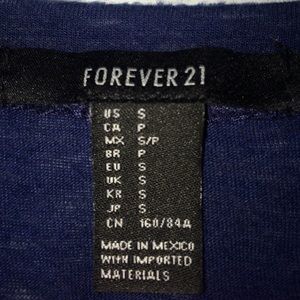 FOREVER 21
US S
CA P
MX S/P
BR P
EU S
UK S
KR S
JP S
CN 160/84A
MADE IN MEXICO
WITH IMPORTED
MATERIALS